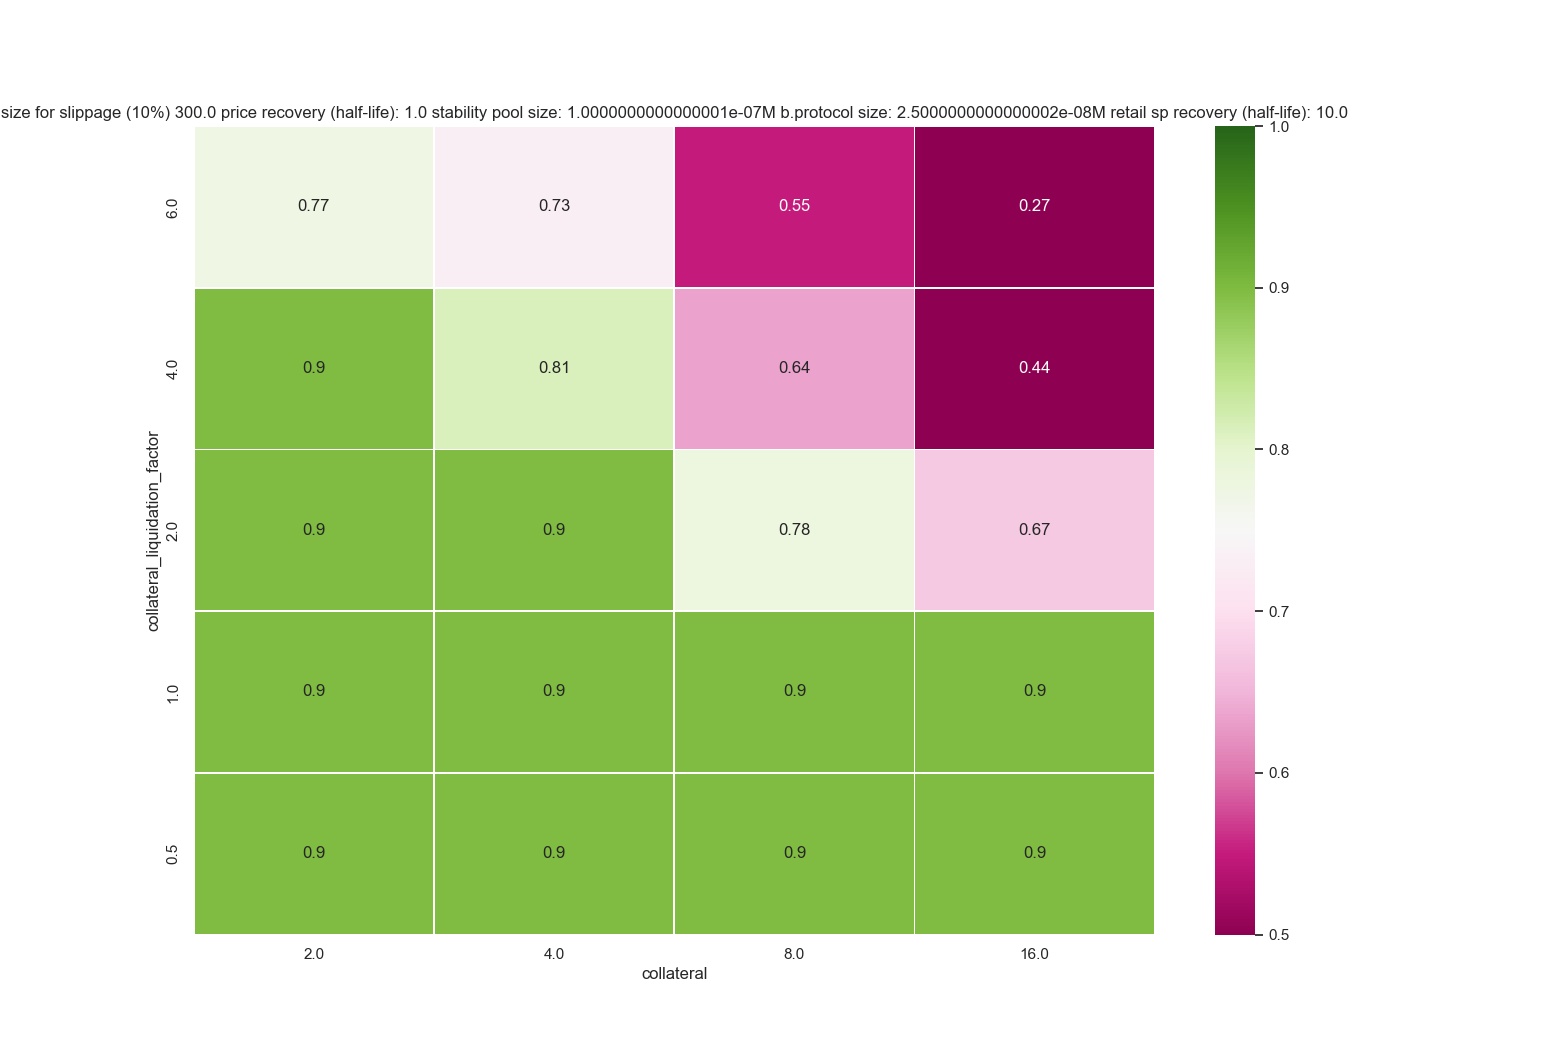 size for slippage (10%) 300.0 price recovery (half-life): 1.0 stability pool size: 1.0000000000000001e-07M b.protocol size: 2.5000000000000002e-08M retail sp recovery (half-life): 10.0
1.0
6.0 0.77 0.73 0.55 0.27
0.9
4.0 0.9 0.81 0.64 0.44
0.8
collateral_liquidation_factor
2.0 0.9 0.9 0.78 0.67
0.7
1.0 0.9 0.9 0.9 0.9
0.6
0.5 0.9 0.9 0.9 0.9
0.5
2.0 4.0 8.0 16.0
collateral